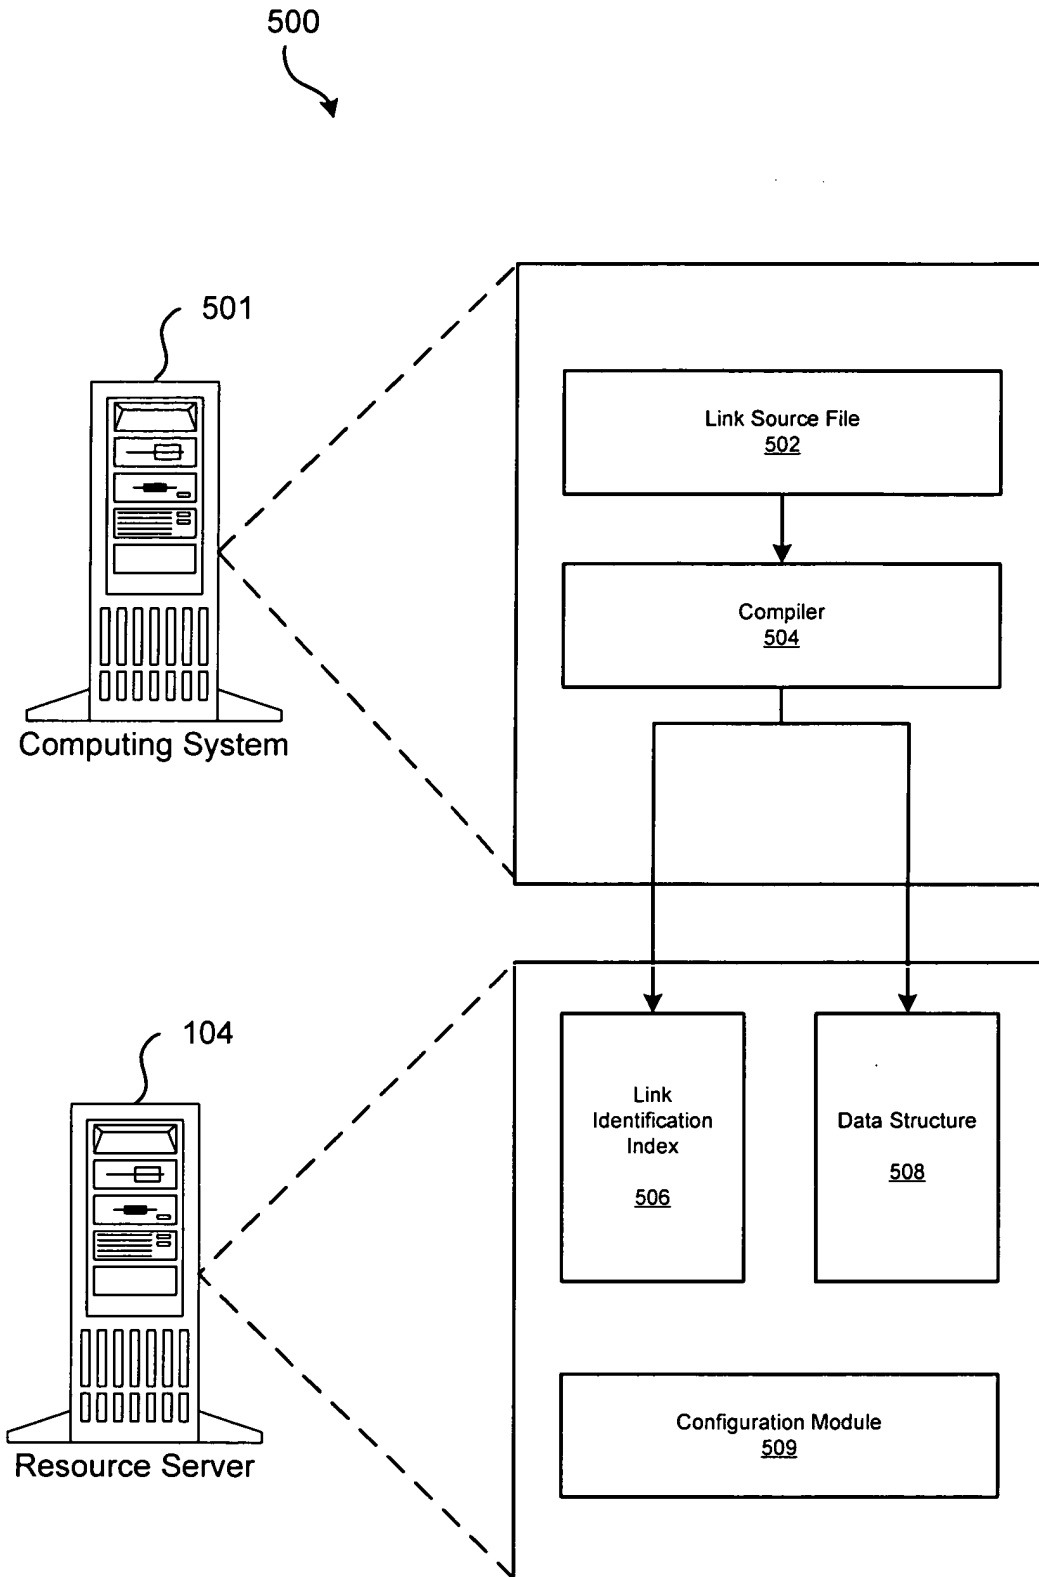 500
501
Link Source File
502
Compiler
504
Computing System
104
Link
Identification
Index
506
Data Structure
508
Configuration Module
509
Resource Server